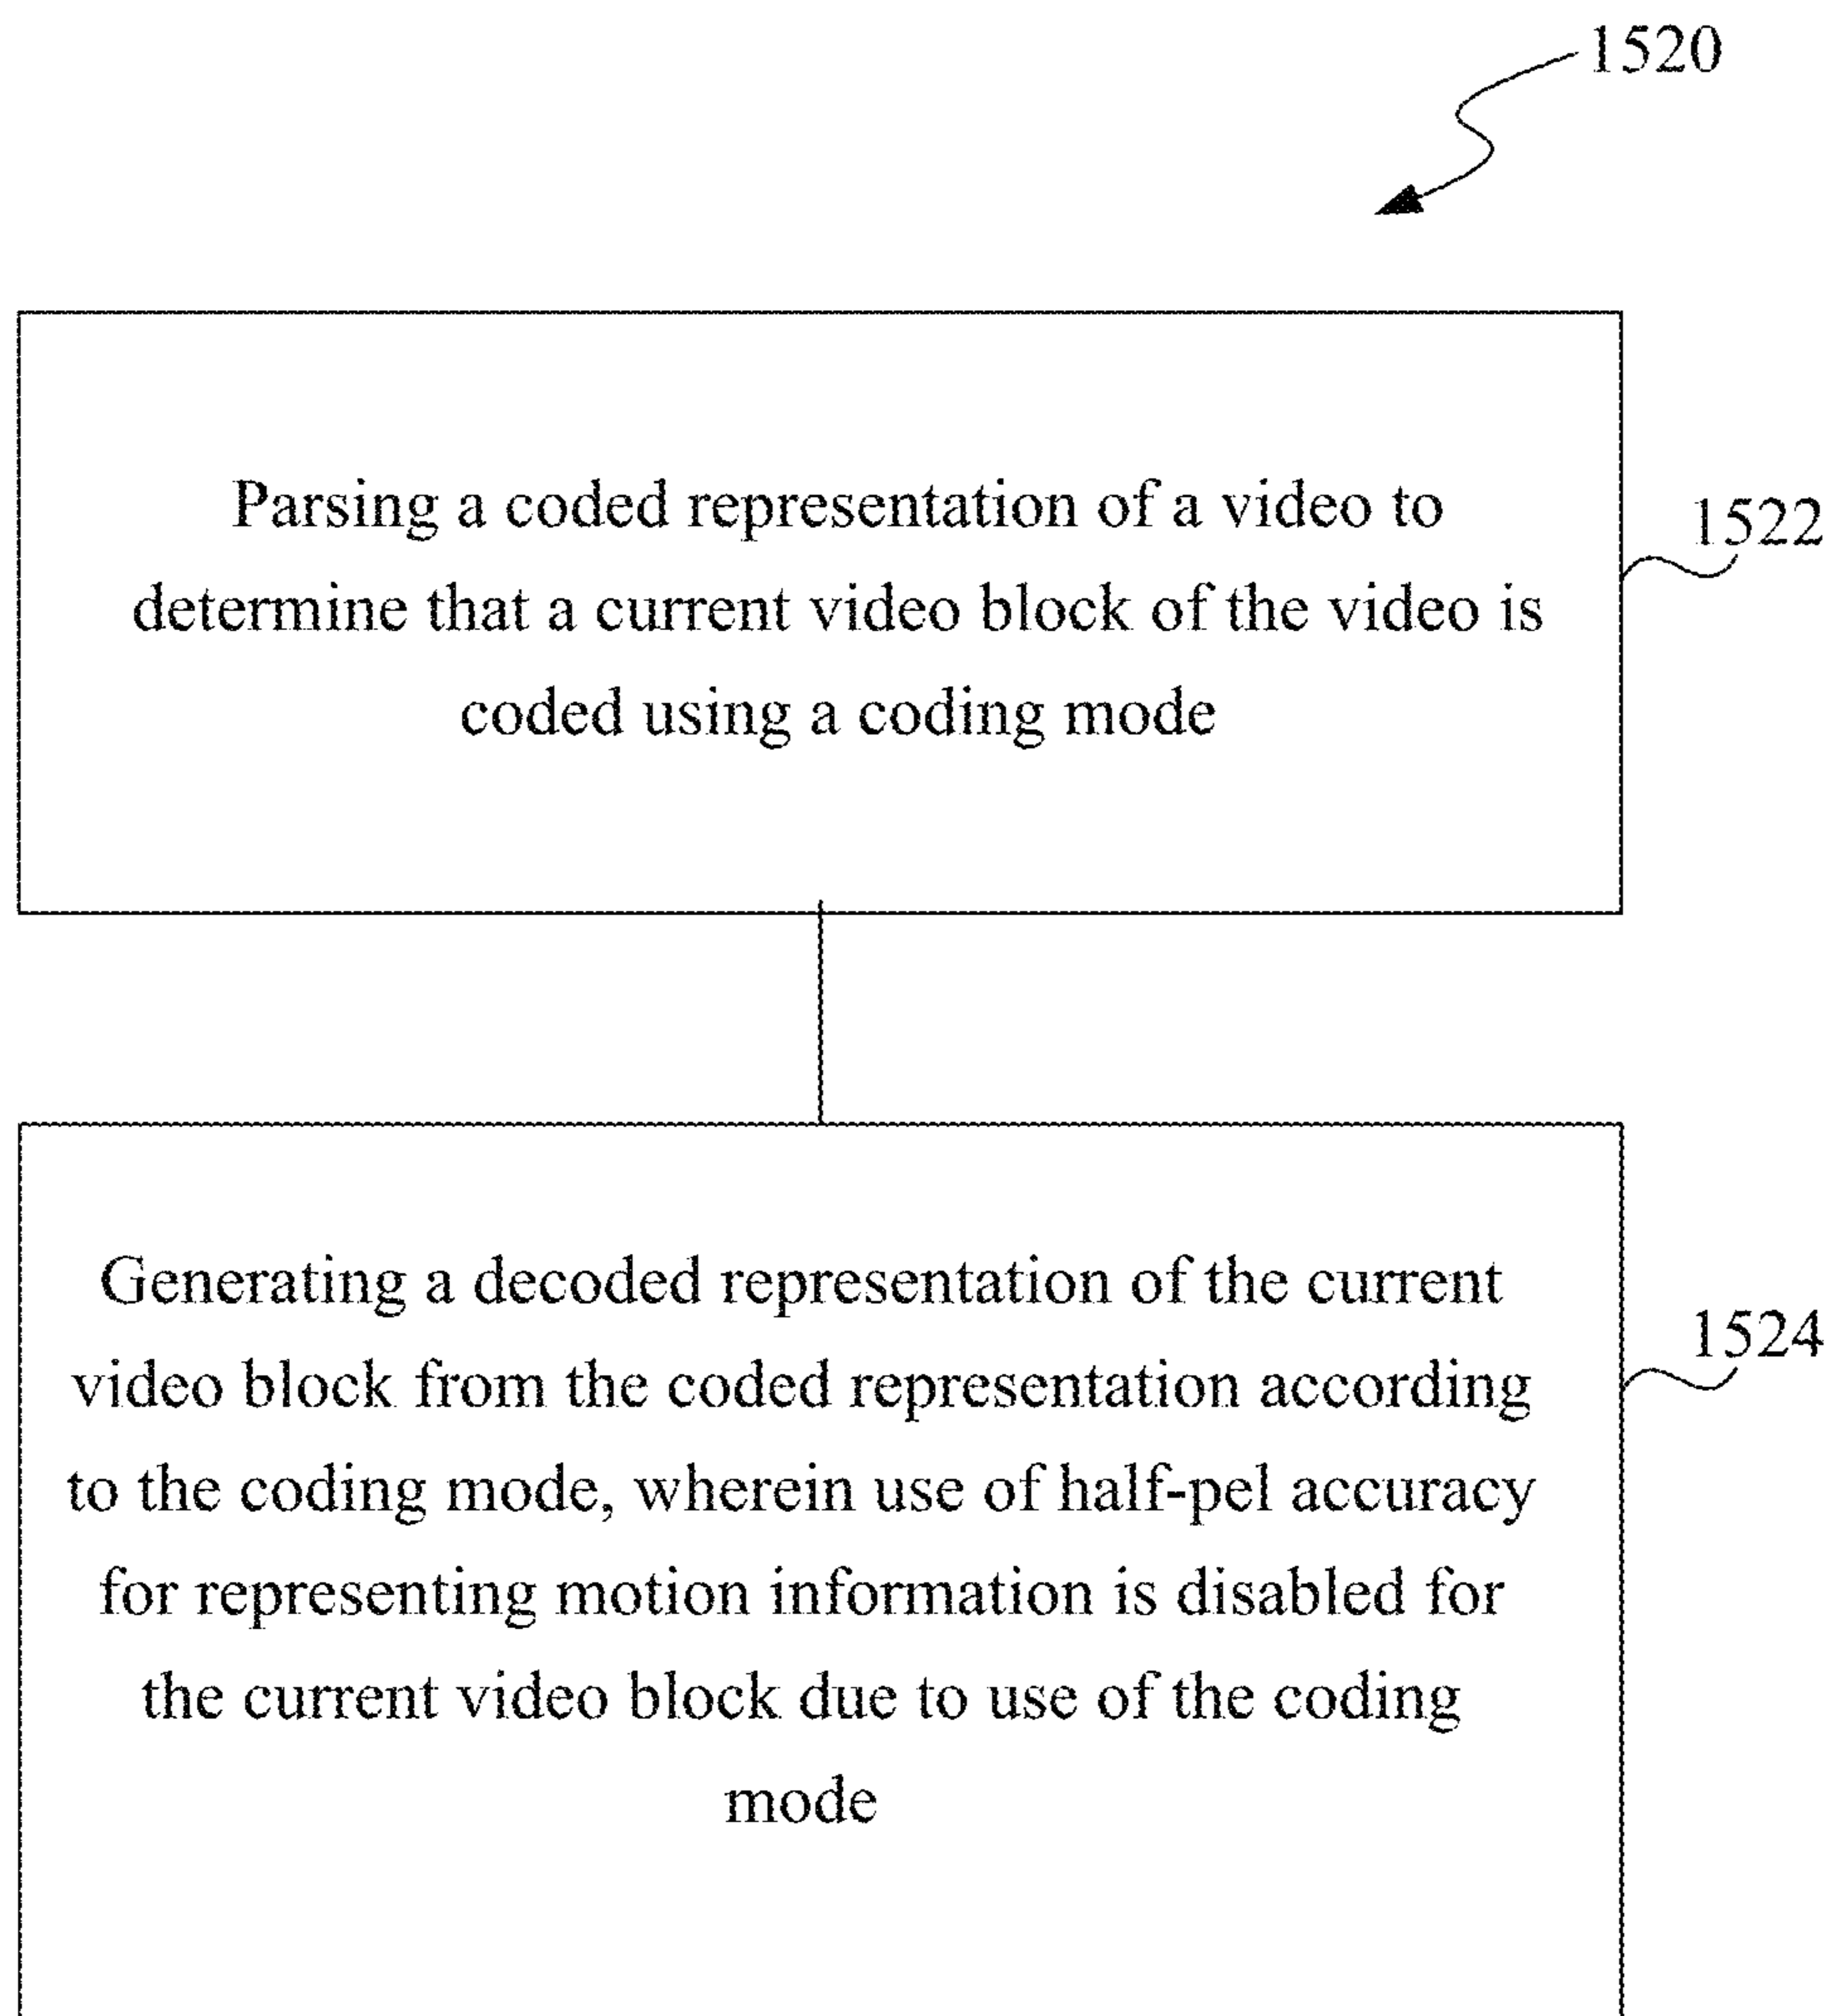 1520
Parsing a coded representation of a video to
determine that a current video block of the video is
coded using a coding mode
1522
Generating a decoded representation of the current
video block from the coded representation according
to the coding mode, wherein use of half-pel accuracy
for representing motion information is disabled for
the current video block due to use of the coding
mode
1524